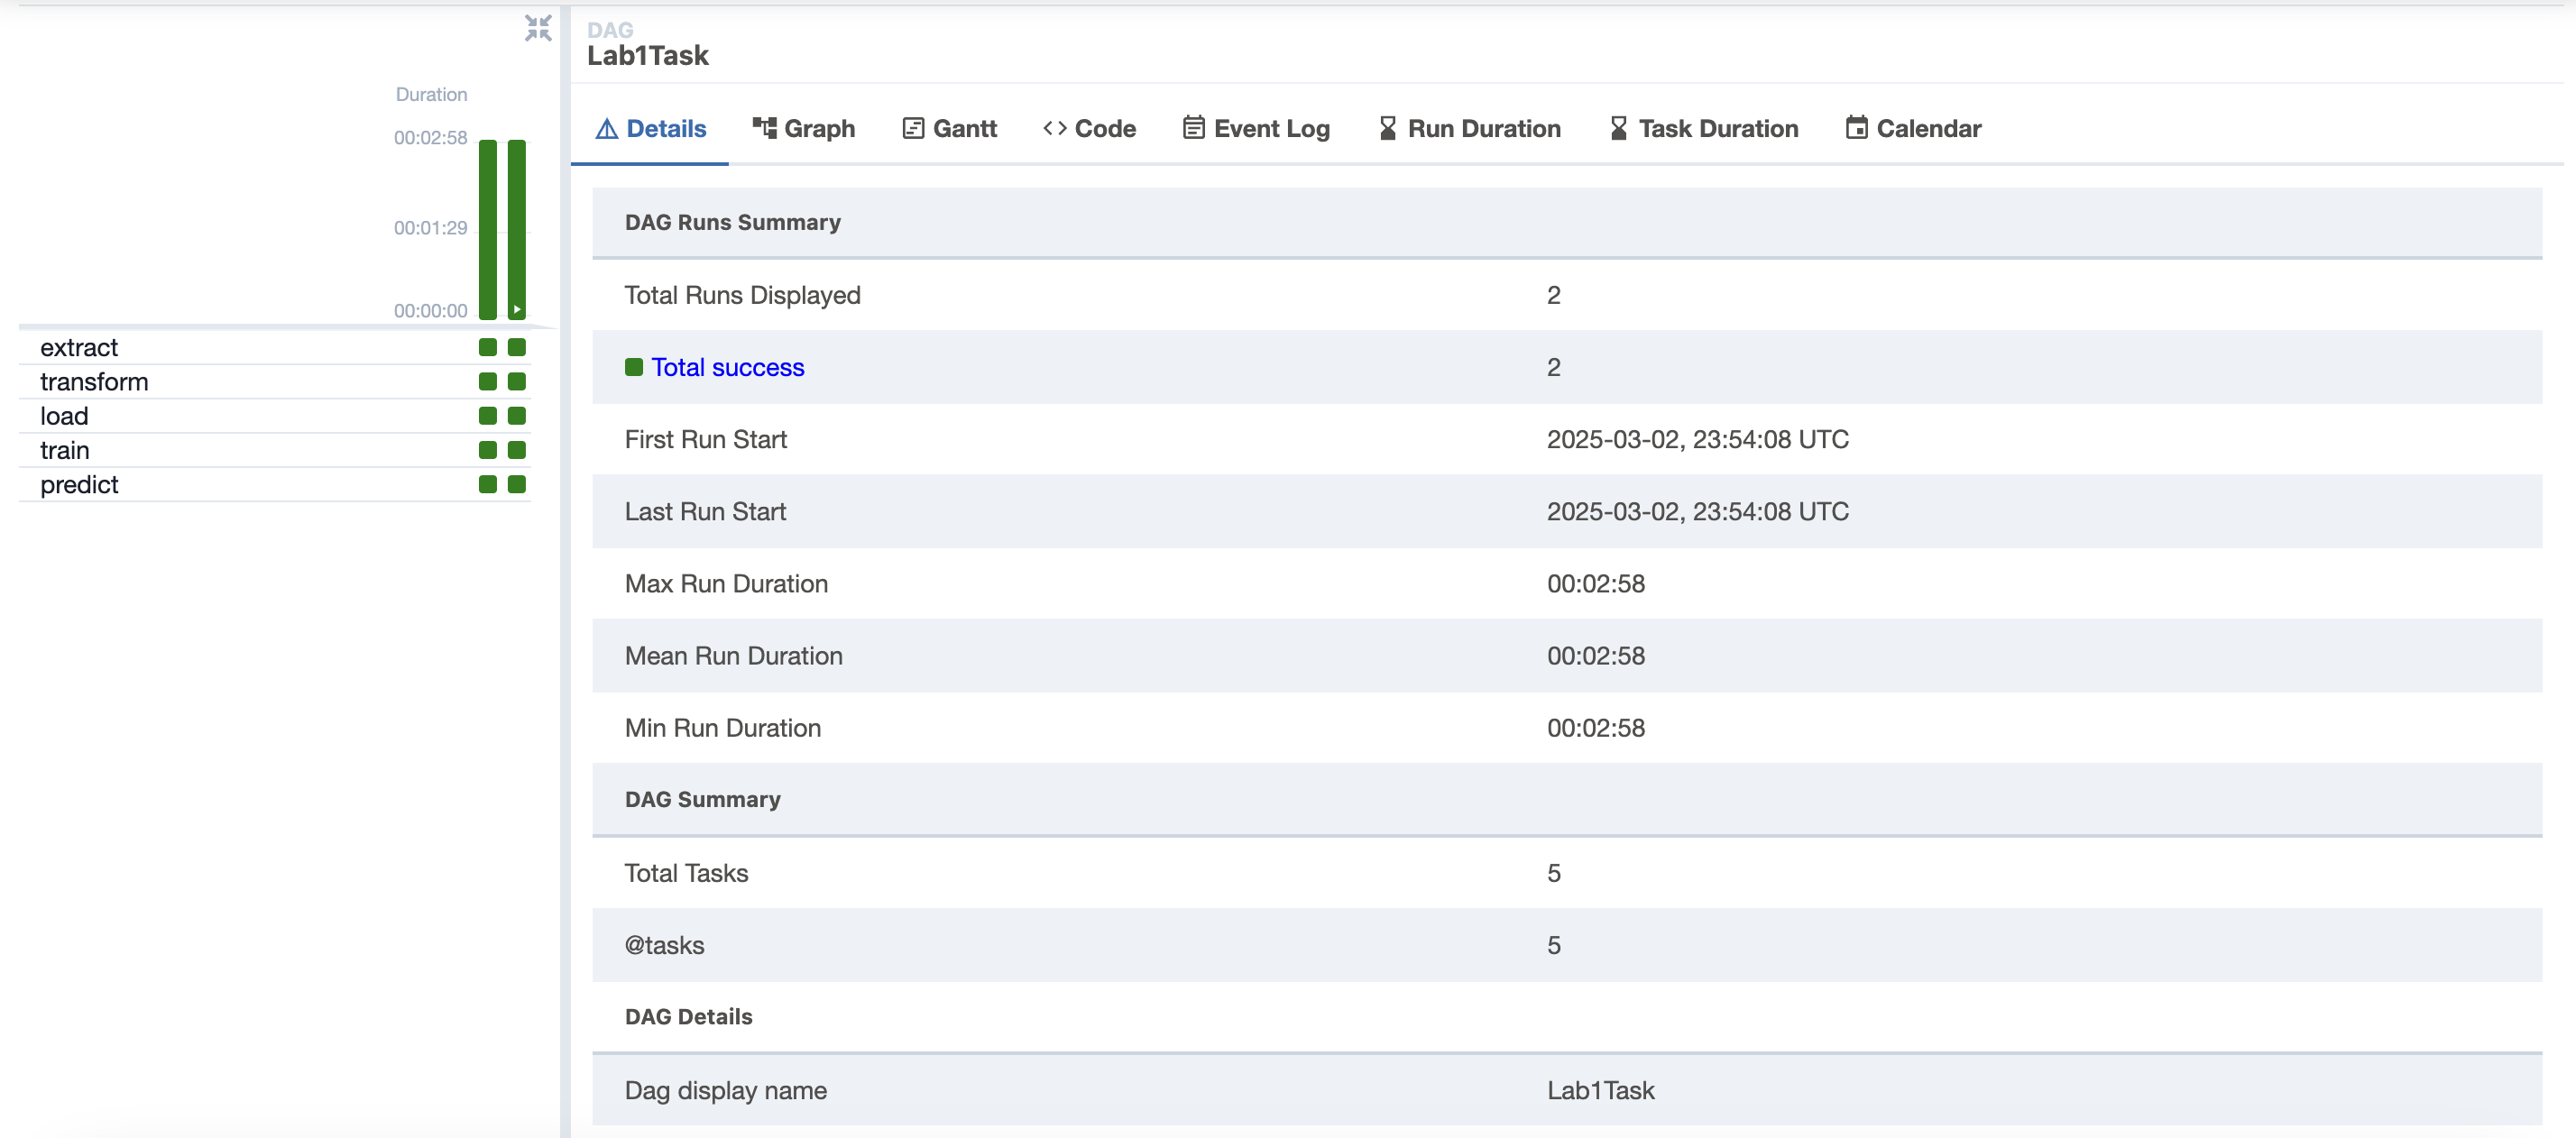 Duration
00:02:58
00:01:29
00:00:00
extract
transform
load
train
predict
DAG
Lab1Task
Details Graph Gantt Code Event Log Run Duration Task Duration Calendar
DAG Runs Summary
Total Runs Displayed 2
Total success 2
First Run Start 2025-03-02, 23:54:08 UTC
Last Run Start 2025-03-02, 23:54:08 UTC
Max Run Duration 00:02:58
Mean Run Duration 00:02:58
Min Run Duration 00:02:58
DAG Summary
Total Tasks 5
@tasks 5
DAG Details
Dag display name Lab1Task